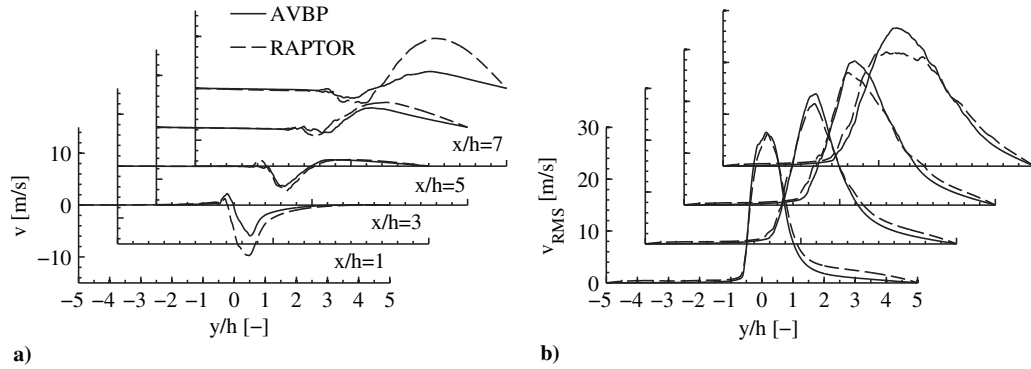 AVBP
RAPTOR
x/h=7
x/h=5
x/h=3
x/h=1
10
0
−10
v [m/s]
−5 −4 −3 −2 −1 0 1 2 3 4 5
y/h [−]
a)
30
20
10
0
vRMS [m/s]
−5 −4 −3 −2 −1 0 1 2 3 4 5
y/h [−]
b)